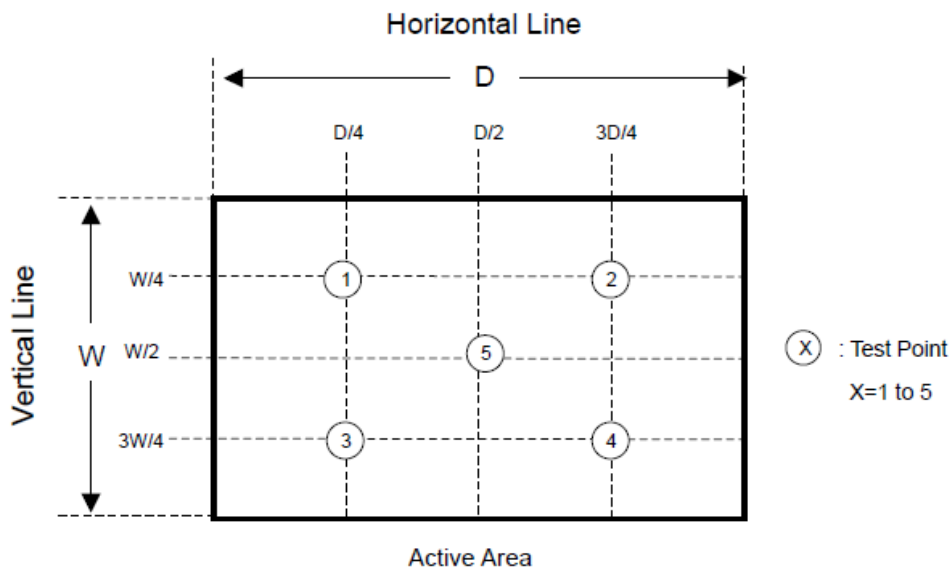 Horizontal Line
D
D/4 D/2 3D/4
Vertical Line
W
W/4
1 2
W/2
5
X : Test Point
X=1 to 5
3W/4
3 4
Active Area